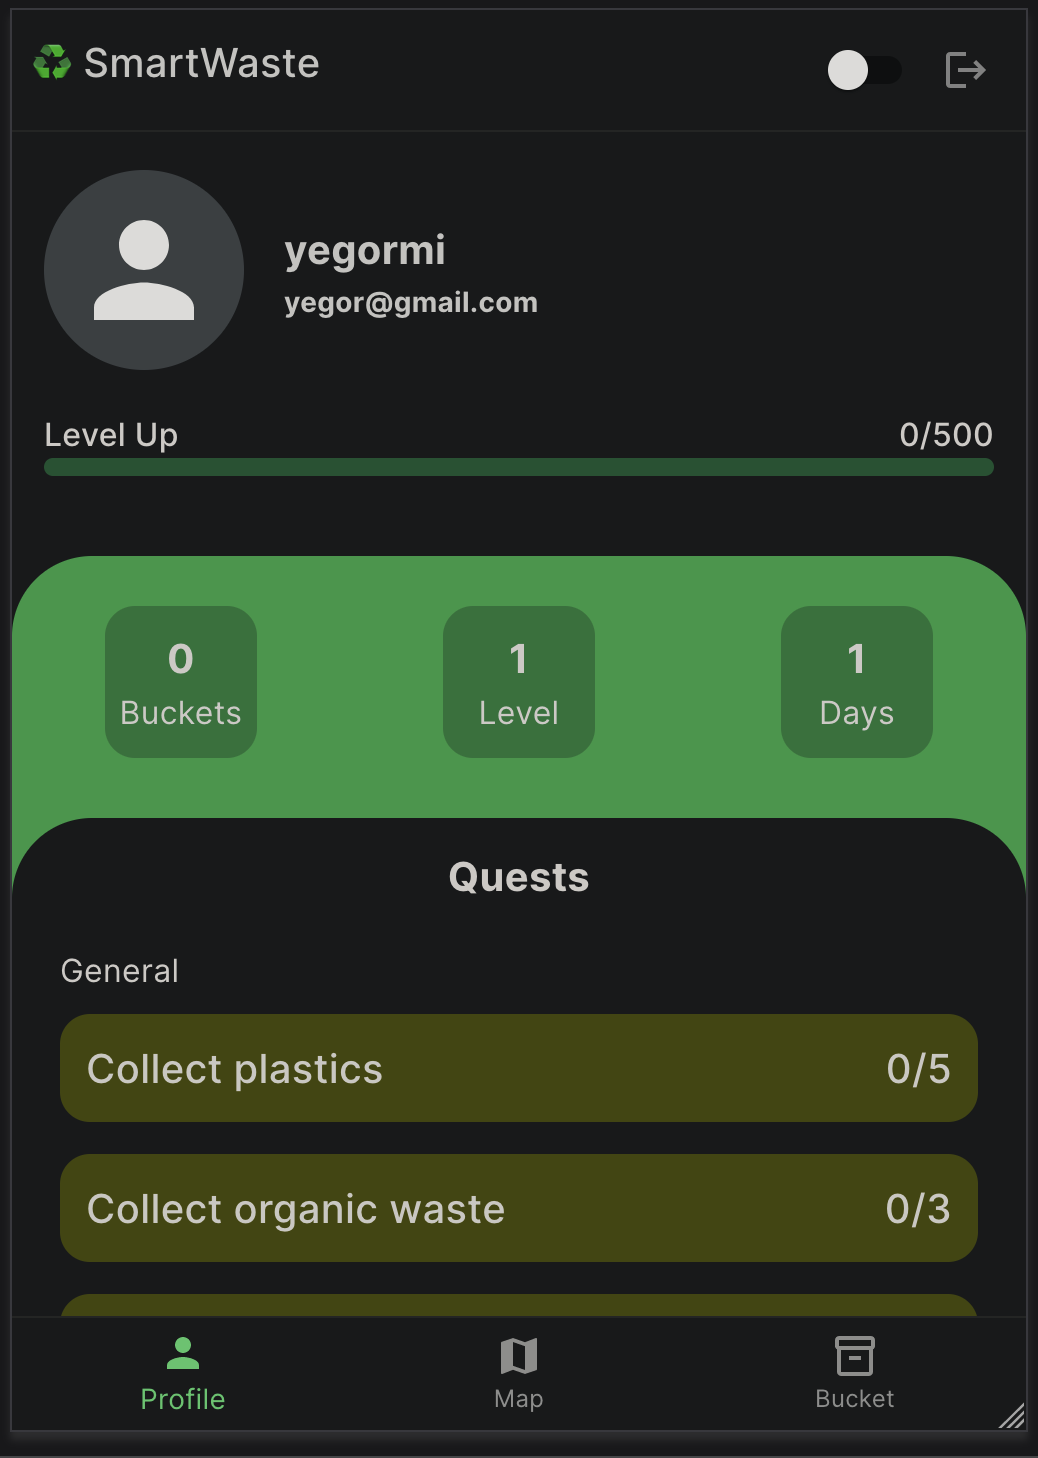 SmartWaste
yegormi
yegor@gmail.com
Level Up 0/500
0 1 1
Buckets Level Days
Quests
General
Collect plastics 0/5
Collect organic waste 0/3
Profile Map Bucket